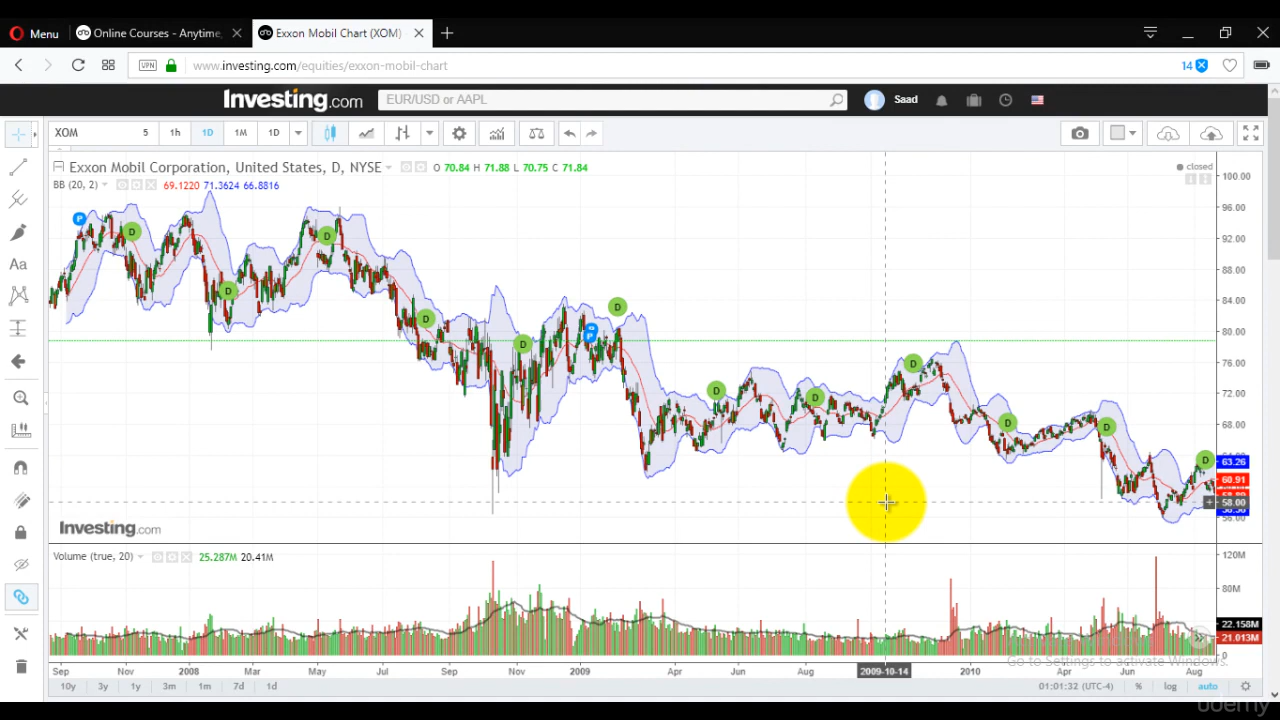 Menu Online Courses - Anytime, Exxon Mobil Chart (XOM)
VPN www.investing.com/equities/exxon-mobil-chart 14
Investing.com EUR/USD or AAPL Saad
XOM 5 1h 1D 1M 1D
Exxon Mobil Corporation, United States, D, NYSE O 70.84 H 71.88 L 70.75 C 71.84 closed
BB (20, 2) 69.1220 71.3624 66.8816
100.00
96.00
92.00
88.00
84.00
80.00
76.00
72.00
68.00
63.26
60.91
58.00
56.00
P D D D D D P D D D D D D D
Aa
Investing.com
Volume (true, 20) 25.287M 20.41M
120M
80M
22.158M
21.013M
0
Sep Nov 2008 Mar May Jul Sep Nov 2009 Apr Jun Aug 2009-10-14 2010 Apr Jun Aug
Go to Settings to activate Windows.
10y 3y 1y 3m 1m 7d 1d 01:01:32 (UTC-4) % log auto
udemy